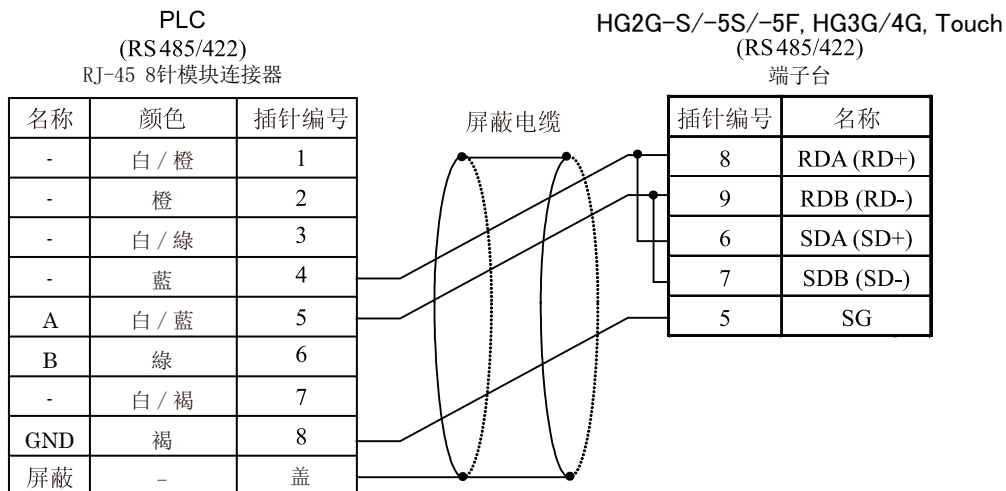 PLC
(RS485/422)
RJ-45 8针模块连接器
名称 颜色 插针编号
- 白 / 橙 1
- 橙 2
- 白 / 綠 3
- 藍 4
A 白 / 藍 5
B 綠 6
- 白 / 褐 7
GND 褐 8
屏蔽 – 盖
屏蔽电缆
HG2G-S/-5S/-5F, HG3G/4G, Touch
(RS485/422)
端子台
插针编号 名称
8 RDA (RD+)
9 RDB (RD-)
6 SDA (SD+)
7 SDB (SD-)
5 SG